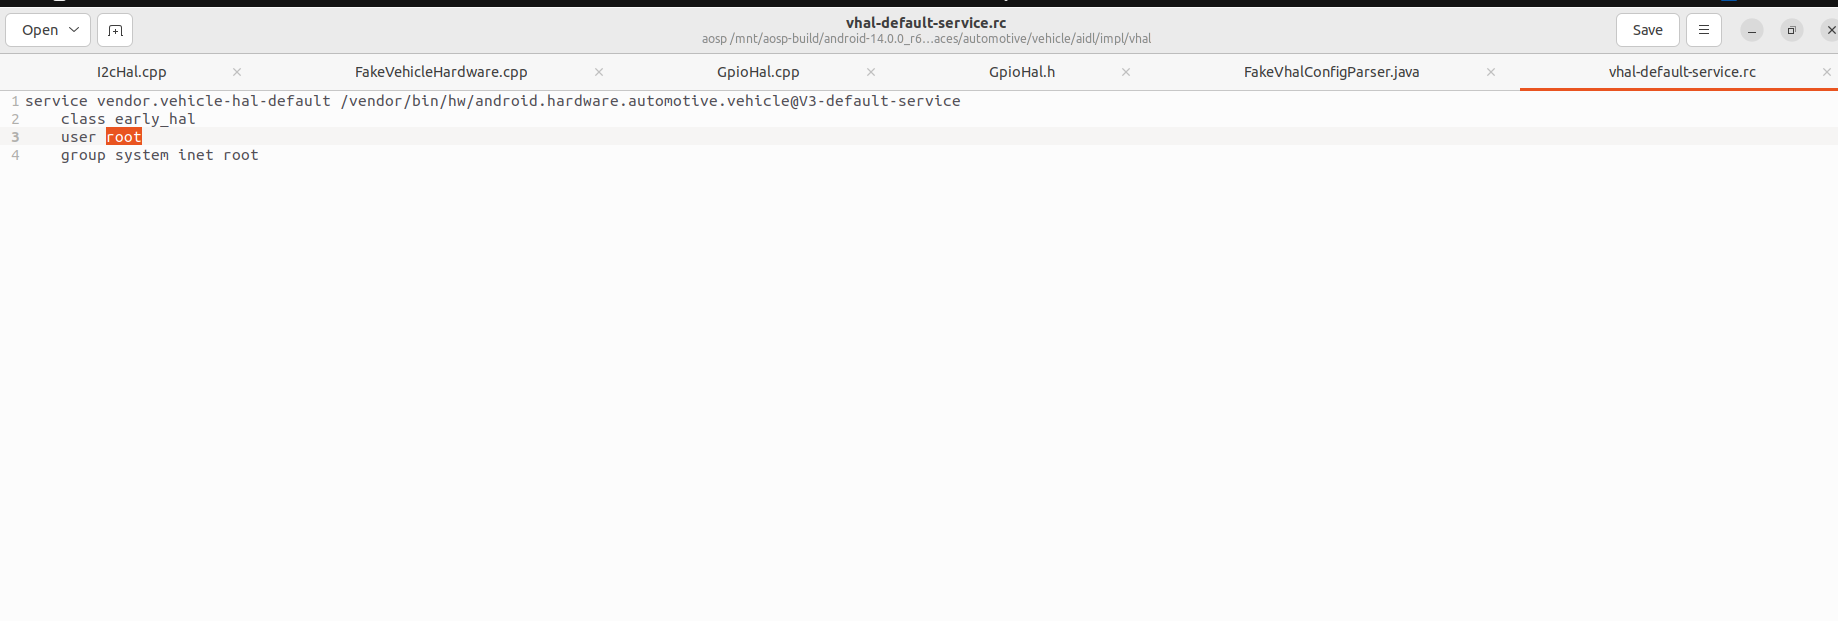 Open
vhal-default-service.rc
aosp /mnt/aosp-build/android-14.0.0_r6...aces/automotive/vehicle/aidl/impl/vhal
Save
I2cHal.cpp
FakeVehicleHardware.cpp
GpioHal.cpp
GpioHal.h
FakeVhalConfigParser.java
vhal-default-service.rc
1 service vendor.vehicle-hal-default /vendor/bin/hw/android.hardware.automotive.vehicle@V3-default-service
2 class early_hal
3 user root
4 group system inet root